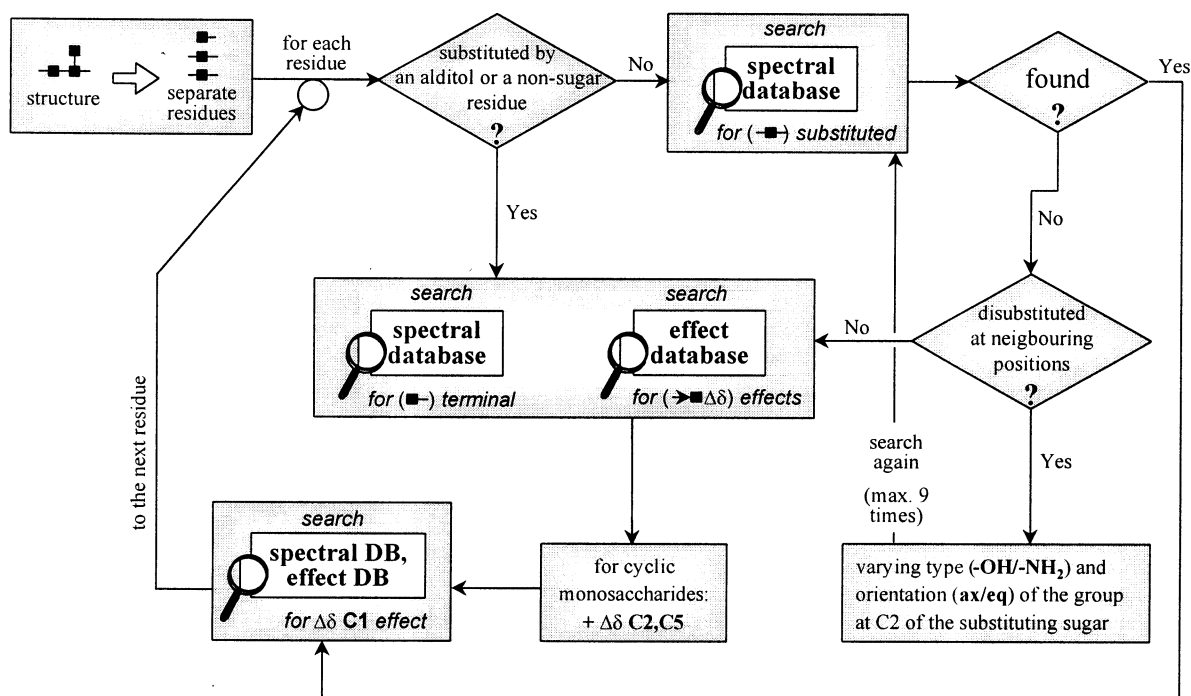 structure
separate
residues
for each
residue
substituted by
an alditol or a non-sugar
residue
?
No
search
spectral
database
for (-■-) substituted
found
?
Yes
Yes
No
search
spectral
database
for (■-) terminal
search
effect
database
for (➔■Δδ) effects
No
disubstituted
at neigbouring
positions
?
search
again
(max. 9
times)
Yes
to the next residue
search
spectral DB,
effect DB
for Δδ C1 effect
for cyclic
monosaccharides:
+ Δδ C2,C5
varying type (-OH/-NH₂) and
orientation (ax/eq) of the group
at C2 of the substituting sugar